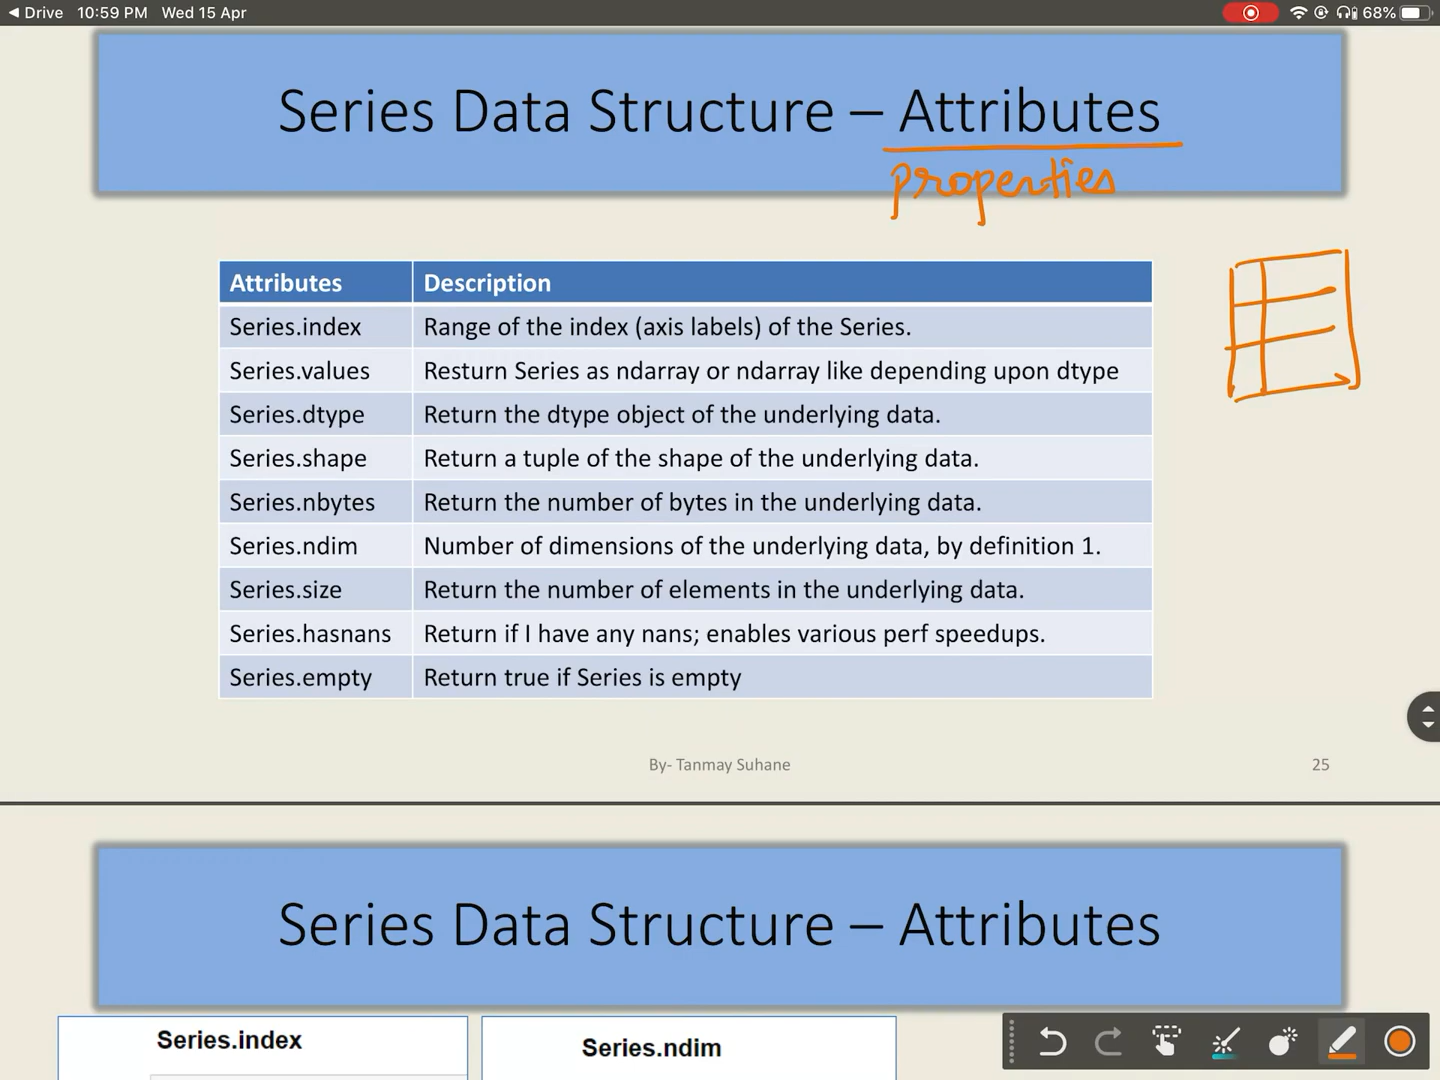 Drive 10:59 PM Wed 15 Apr 68%
Series Data Structure – Attributes
properties
Attributes Description
Series.index Range of the index (axis labels) of the Series.
Series.values Resturn Series as ndarray or ndarray like depending upon dtype
Series.dtype Return the dtype object of the underlying data.
Series.shape Return a tuple of the shape of the underlying data.
Series.nbytes Return the number of bytes in the underlying data.
Series.ndim Number of dimensions of the underlying data, by definition 1.
Series.size Return the number of elements in the underlying data.
Series.hasnans Return if I have any nans; enables various perf speedups.
Series.empty Return true if Series is empty
By- Tanmay Suhane 25
Series Data Structure – Attributes
Series.index Series.ndim